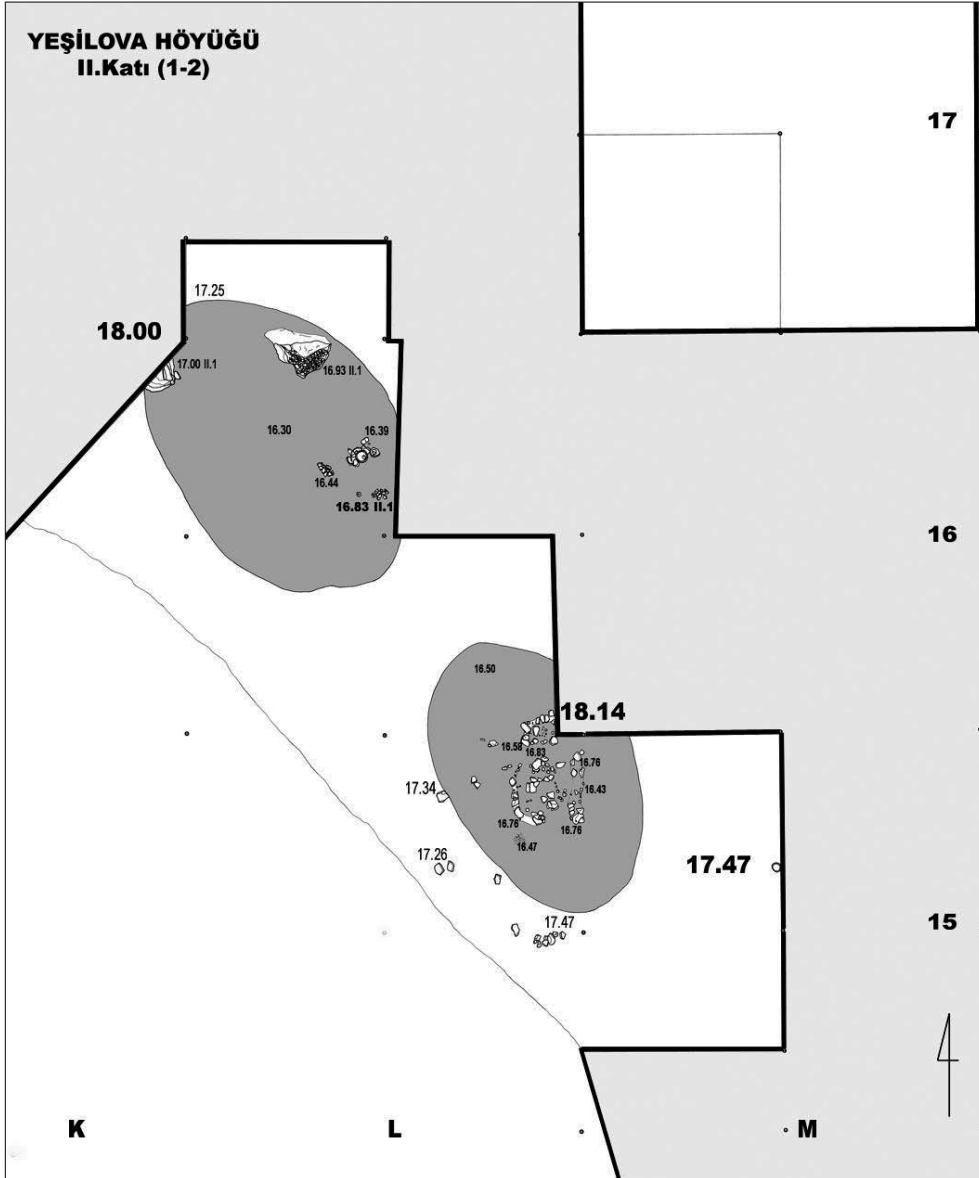 YEŞİLOVA HÖYÜĞÜ
II.Katı (1-2)
17
17.25
18.00
17.00 II.1
16.93 II.1
16.30
16.39
16.44
16.83 II.1
16
16.50
18.14
16.58
16.83
16.76
17.34
16.43
16.76
16.76
16.47
17.26
17.47
17.47
15
K
L
M